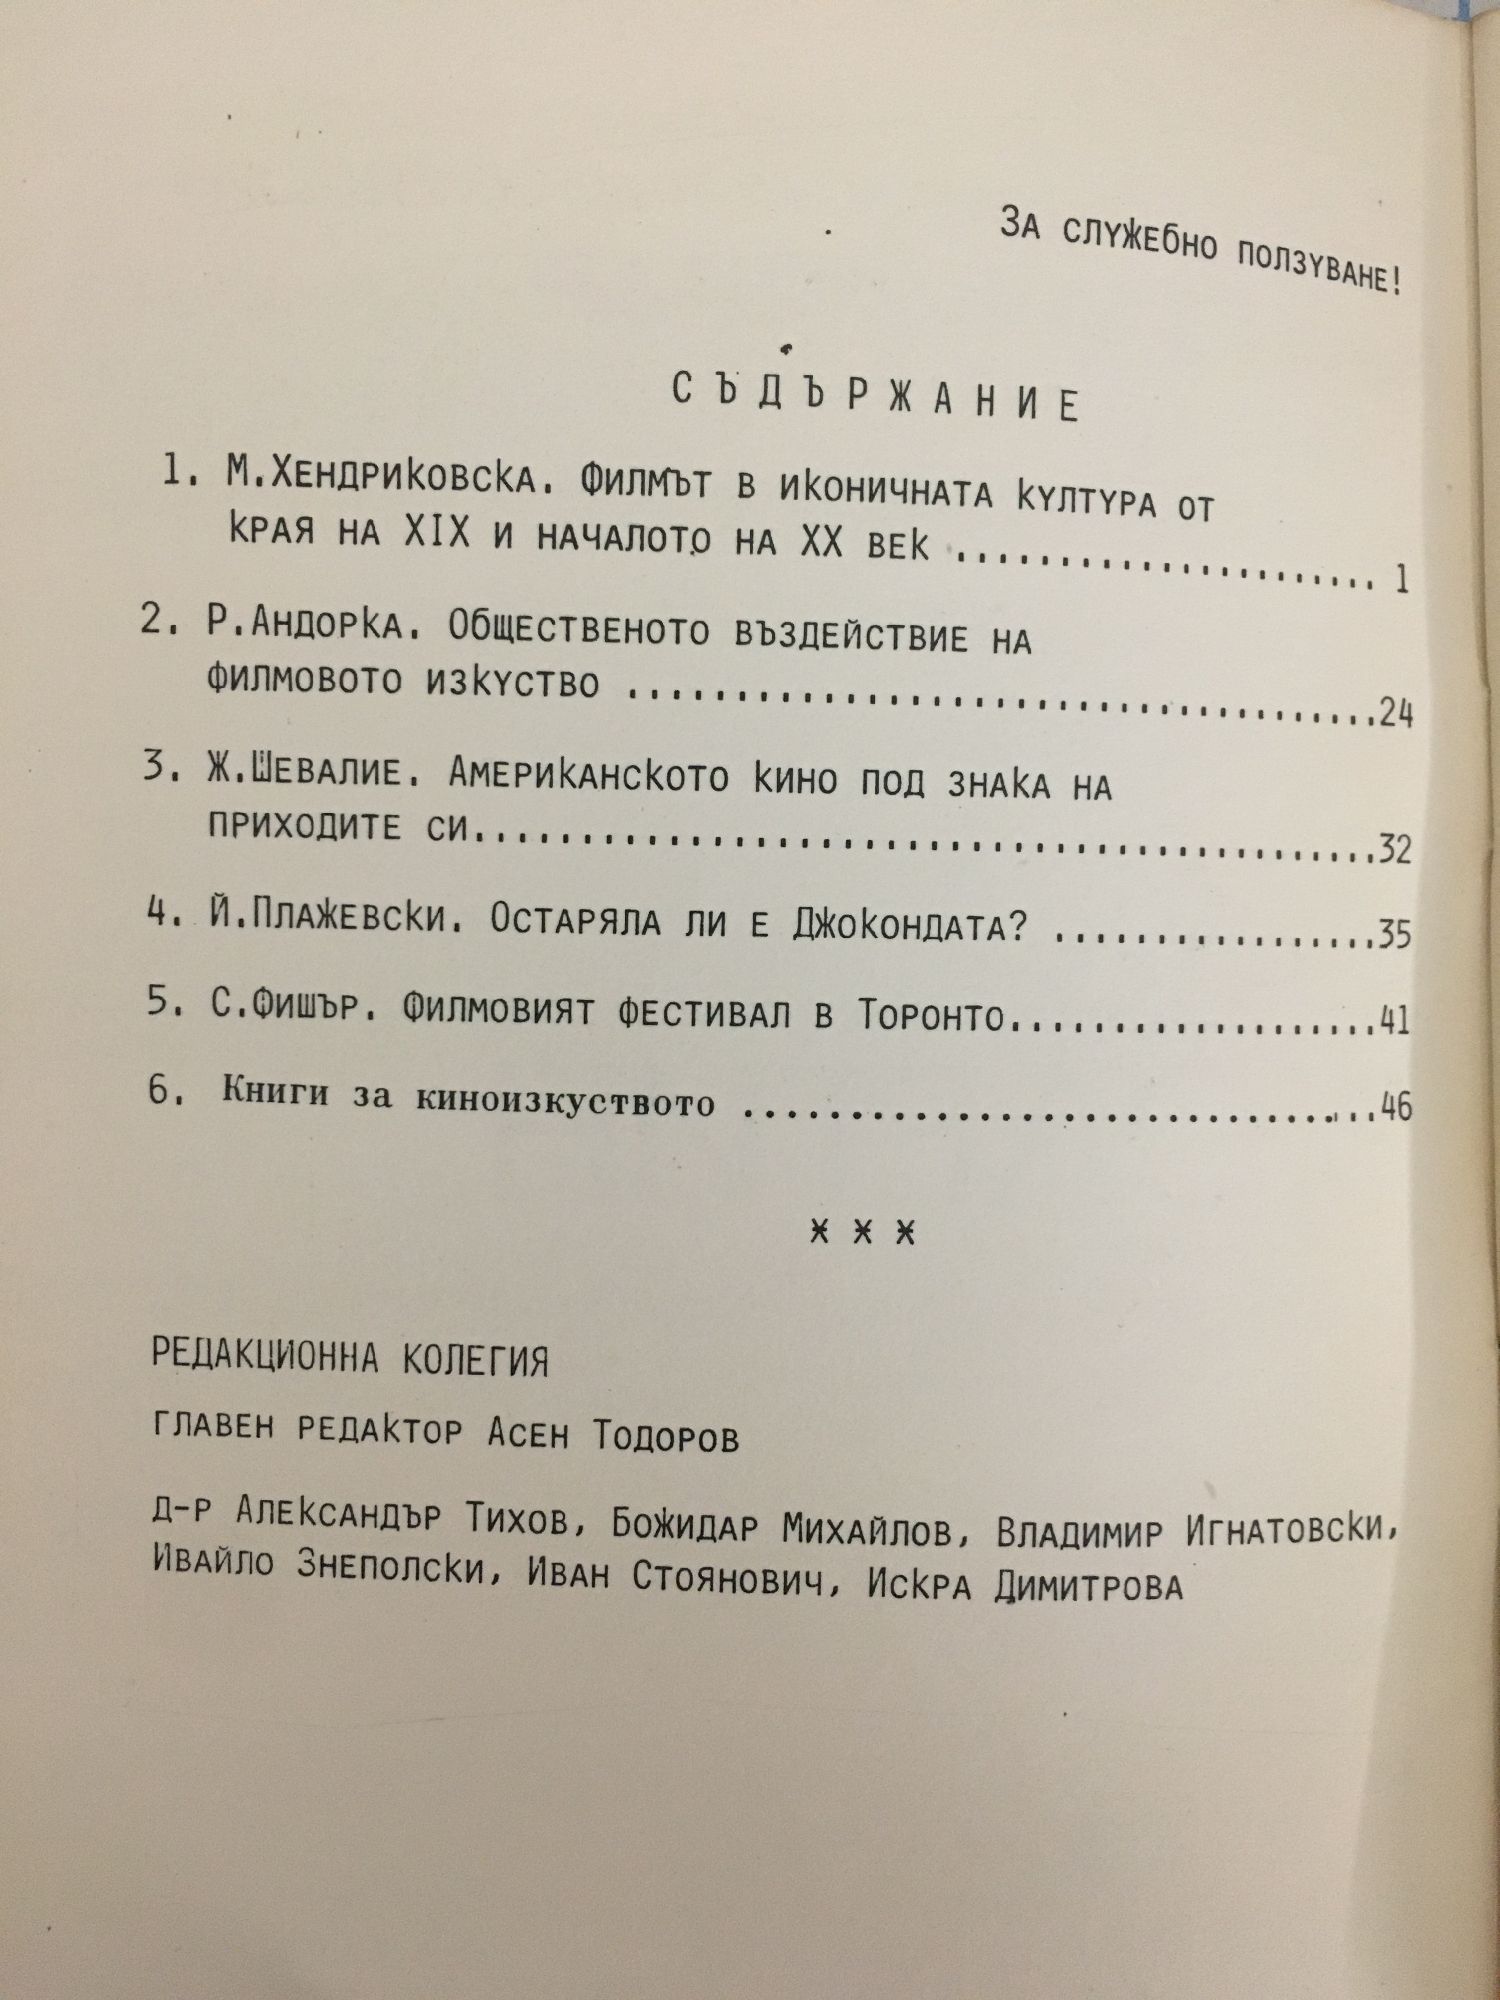 За служебно ползуване!
СЪДЪРЖАНИЕ
1. М.Хендриковска. Филмът в иконичната култура от
края на XIX и началото на XX век .................... 1
2. Р.Андорка. Общественото въздействие на
филмовото изкуство ...................................24
3. Ж.Шевалие. Американското кино под знака на
приходите си...........................................32
4. Й.Плажевски. Остаряла ли е Джокондата? ...............35
5. С.Фишър. Филмовият фестивал в Торонто.................41
6. Книги за киноизкуството ..............................46
* * *
РЕДАКЦИОННА КОЛЕГИЯ
главен редактор Асен Тодоров
д-р Александър Тихов, Божидар Михайлов, Владимир Игнатовски,
Ивайло Знеполски, Иван Стоянович, Искра Димитрова